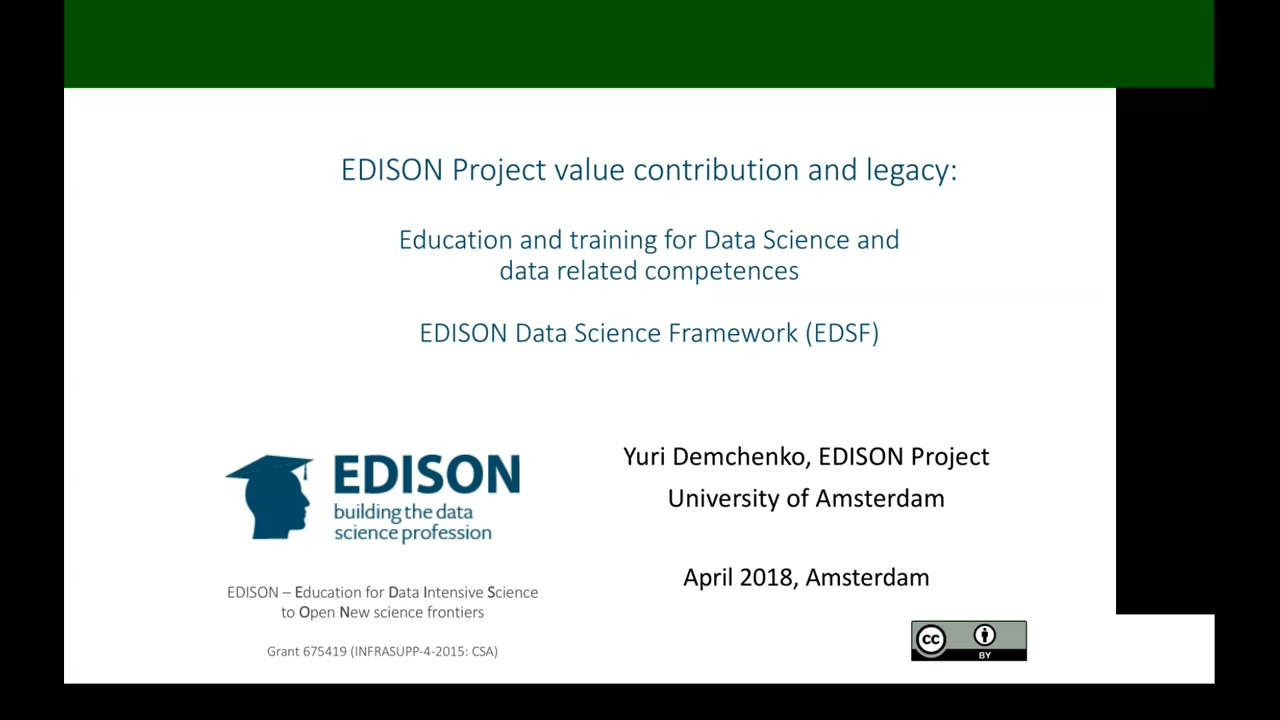 EDISON Project value contribution and legacy:
Education and training for Data Science and
data related competences
EDISON Data Science Framework (EDSF)
EDISON
building the data
science profession
Yuri Demchenko, EDISON Project
University of Amsterdam
April 2018, Amsterdam
EDISON – Education for Data Intensive Science
to Open New science frontiers
Grant 675419 (INFRASUPP-4-2015: CSA)
cc
BY